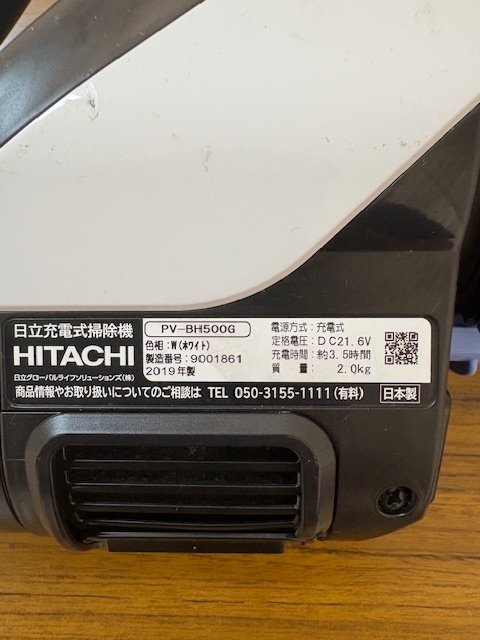 日立充電式掃除機
HITACHI
日立グローバルライフソリューションズ(株)
PV-BH500G
色相:W(ホワイト)
製造番号:9001861
2019年製
電源方式:充電式
定格電圧:DC21.6V
充電時間:約3.5時間
質量:2.0kg
商品情報やお取り扱いについてのご相談は TEL 050-3155-1111(有料)
日本製